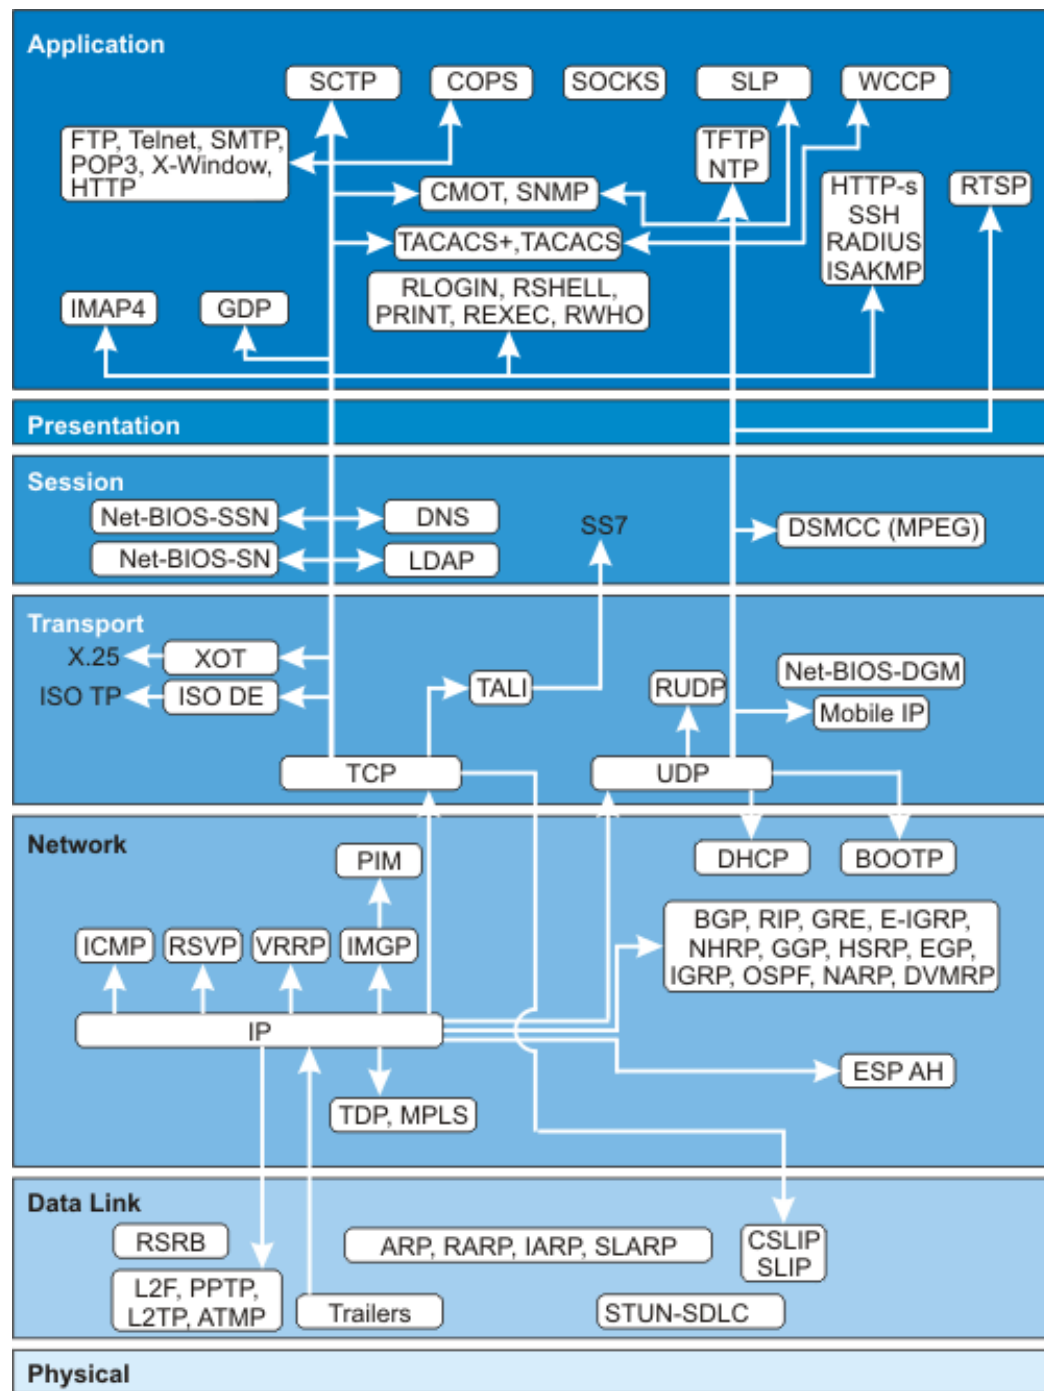 Application
SCTP
COPS
SOCKS
SLP
WCCP
FTP, Telnet, SMTP,
POP3, X-Window,
HTTP
TFTP
NTP
CMOT, SNMP
HTTP-s
SSH
RADIUS
ISAKMP
RTSP
TACACS+,TACACS
RLOGIN, RSHELL,
PRINT, REXEC, RWHO
IMAP4
GDP
Presentation
Session
Net-BIOS-SSN
DNS
SS7
DSMCC (MPEG)
Net-BIOS-SN
LDAP
Transport
X.25
XOT
ISO TP
ISO DE
TALI
RUDP
Net-BIOS-DGM
Mobile IP
TCP
UDP
Network
PIM
DHCP
BOOTP
ICMP
RSVP
VRRP
IMGP
BGP, RIP, GRE, E-IGRP,
NHRP, GGP, HSRP, EGP,
IGRP, OSPF, NARP, DVMRP
IP
ESP AH
TDP, MPLS
Data Link
RSRB
ARP, RARP, IARP, SLARP
CSLIP
SLIP
L2F, PPTP,
L2TP, ATMP
Trailers
STUN-SDLC
Physical